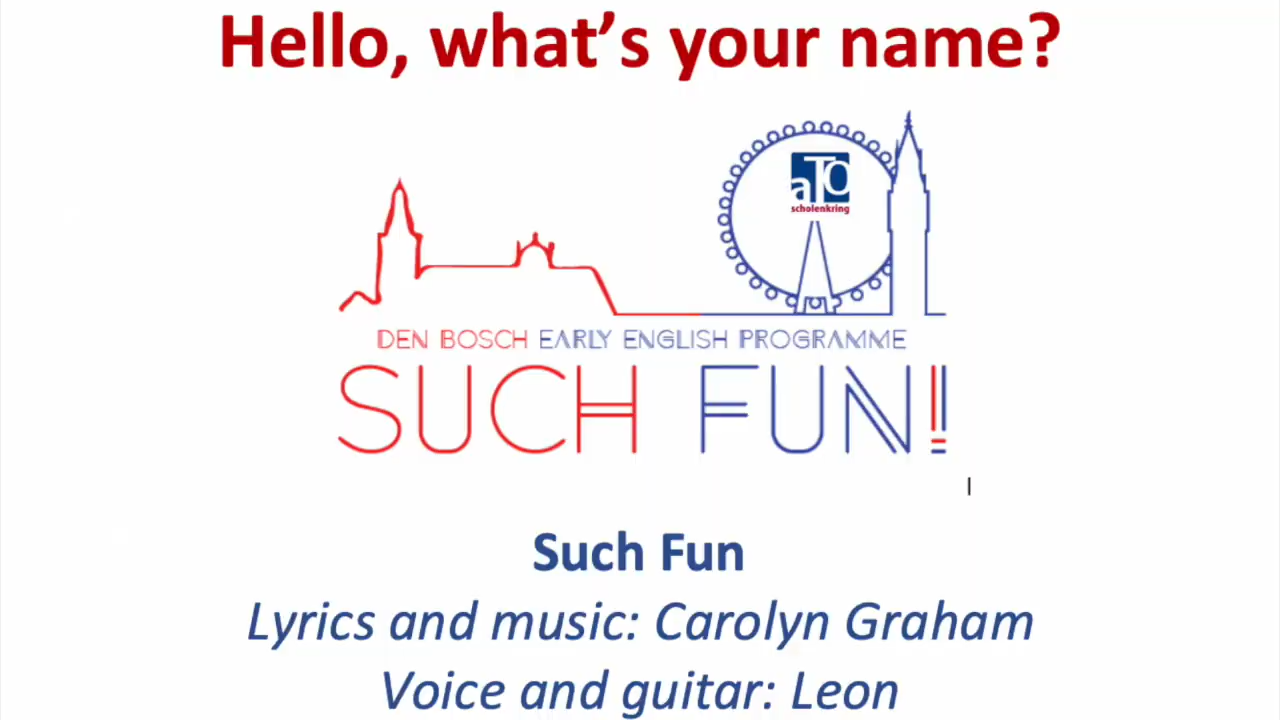 Hello, what’s your name?
aTO
scholenkring
DEN BOSCH EARLY ENGLISH PROGRAMME
SUCH FUN!
Such Fun
Lyrics and music: Carolyn Graham
Voice and guitar: Leon